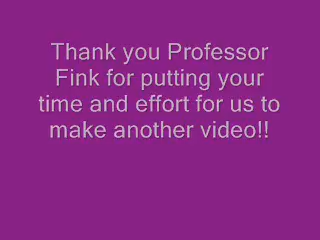 Thank you Professor
Fink for putting your
time and effort for us to
make another video!!